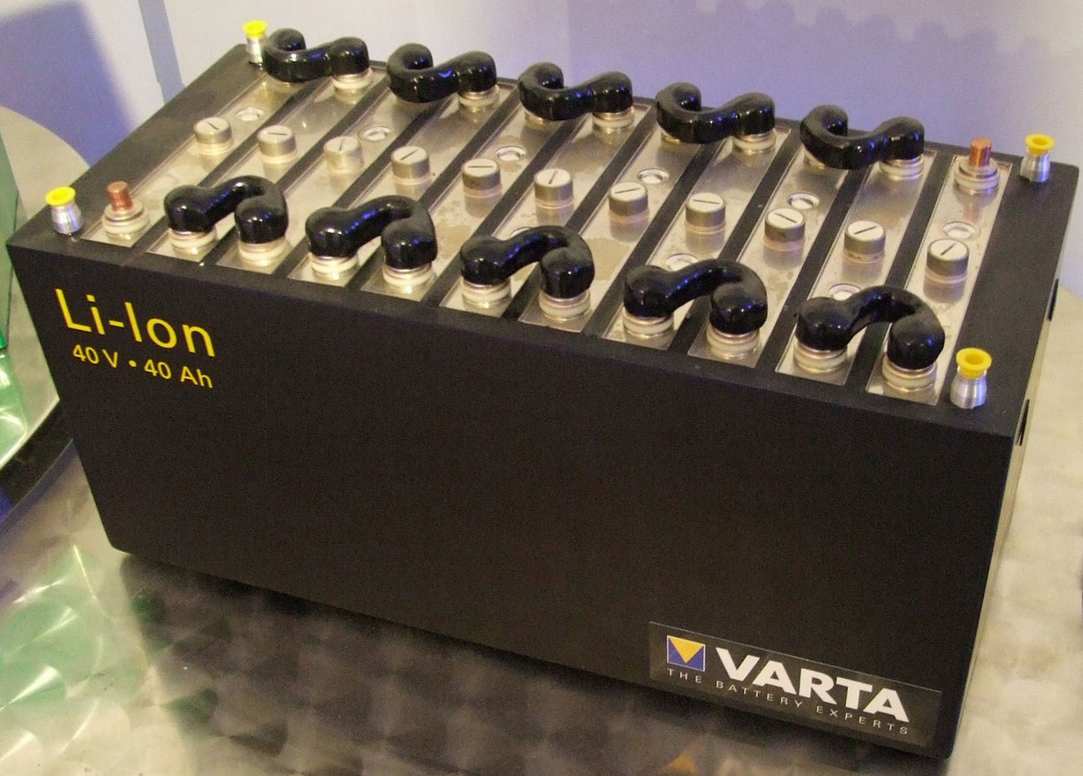 Li-Ion
40 V • 40 Ah
VARTA
THE BATTERY EXPERTS